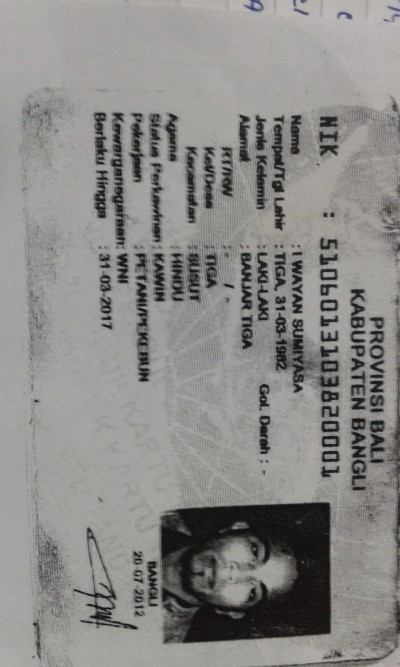 PROVINSI BALI
KABUPATEN BANGLI
NIK : 5106013103820001
Nama : I WAYAN SUMIYASA
Tempat/Tgl Lahir : TIGA, 31-03-1982
Jenis Kelamin : LAKI-LAKI Gol. Darah : -
Alamat : BANJAR TIGA
RT/RW : - / -
Kel/Desa : TIGA
Kecamatan : SUSUT
Agama : HINDU
Status Perkawinan : KAWIN
Pekerjaan : PETANI/PEKEBUN
Kewarganegaraan: WNI
Berlaku Hingga : 31-03-2017
BANGLI
20-07-2012